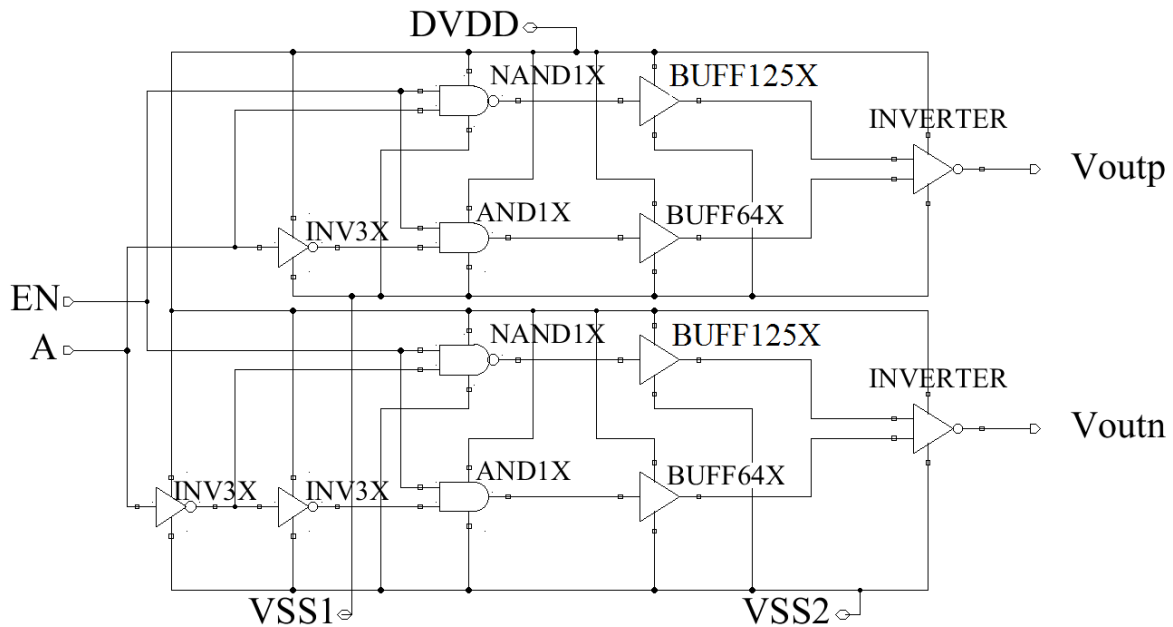 DVDD
NAND1X
BUFF125X
INVERTER
Voutp
AND1X
BUFF64X
INV3X
EN
A
NAND1X
BUFF125X
INVERTER
Voutn
AND1X
BUFF64X
INV3X
INV3X
VSS1
VSS2